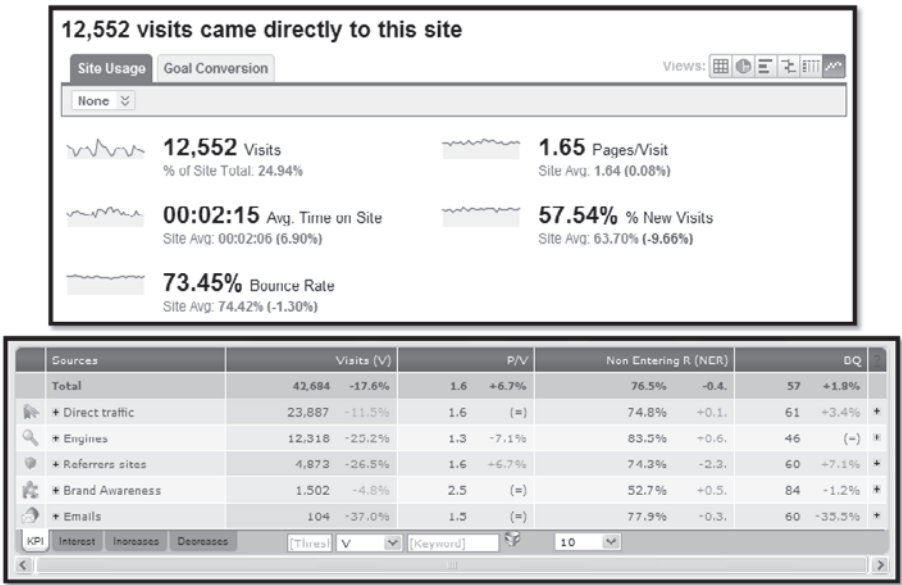 12,552 visits came directly to this site
Site Usage Goal Conversion Views:
None
12,552 Visits
% of Site Total: 24.94%
1.65 Pages/Visit
Site Avg: 1.64 (0.08%)
00:02:15 Avg. Time on Site
Site Avg: 00:02:06 (6.90%)
57.54% % New Visits
Site Avg: 63.70% (-9.66%)
73.45% Bounce Rate
Site Avg: 74.42% (-1.30%)
Sources Visits (V) P/V Non Entering R (NER) BQ
Total 42,684 -17.6% 1.6 +6.7% 76.5% -0.4. 57 +1.8%
+ Direct traffic 23,887 -11.5% 1.6 (=) 74.8% +0.1. 61 +3.4% +
+ Engines 12,318 -25.2% 1.3 -7.1% 83.5% +0.6. 46 (=)
+ Referrers sites 4,873 -26.5% 1.6 +6.7% 74.3% -2.3. 60 +7.1% +
+ Brand Awareness 1,502 -4.8% 2.5 (=) 52.7% +0.5. 84 -1.2% +
+ Emails 104 -37.0% 1.5 (=) 77.9% -0.3. 60 -35.5% +
KPI Interest Increases Decreases [Thresl V [Keyword] 10